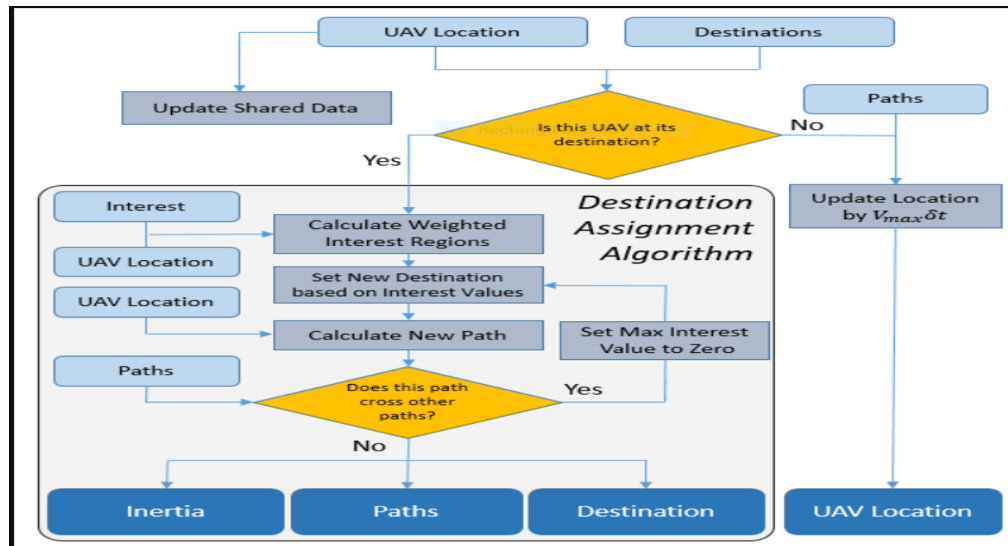 UAV Location
Destinations
Update Shared Data
Paths
Is this UAV at its
destination?
No
Yes
Update Location
by Vmaxδt
Destination
Assignment
Algorithm
Interest
Calculate Weighted
Interest Regions
UAV Location
Set New Destination
based on Interest Values
UAV Location
Calculate New Path
Set Max Interest
Value to Zero
Paths
Does this path
cross other
paths?
Yes
No
Inertia
Paths
Destination
UAV Location